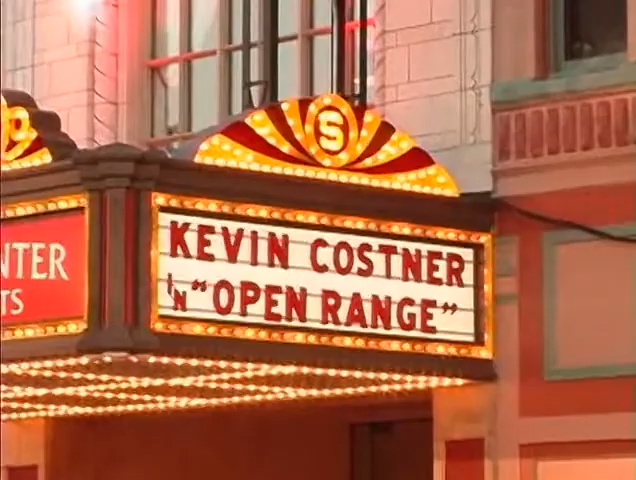 S
NTER
TS
KEVIN COSTNER
IN "OPEN RANGE"